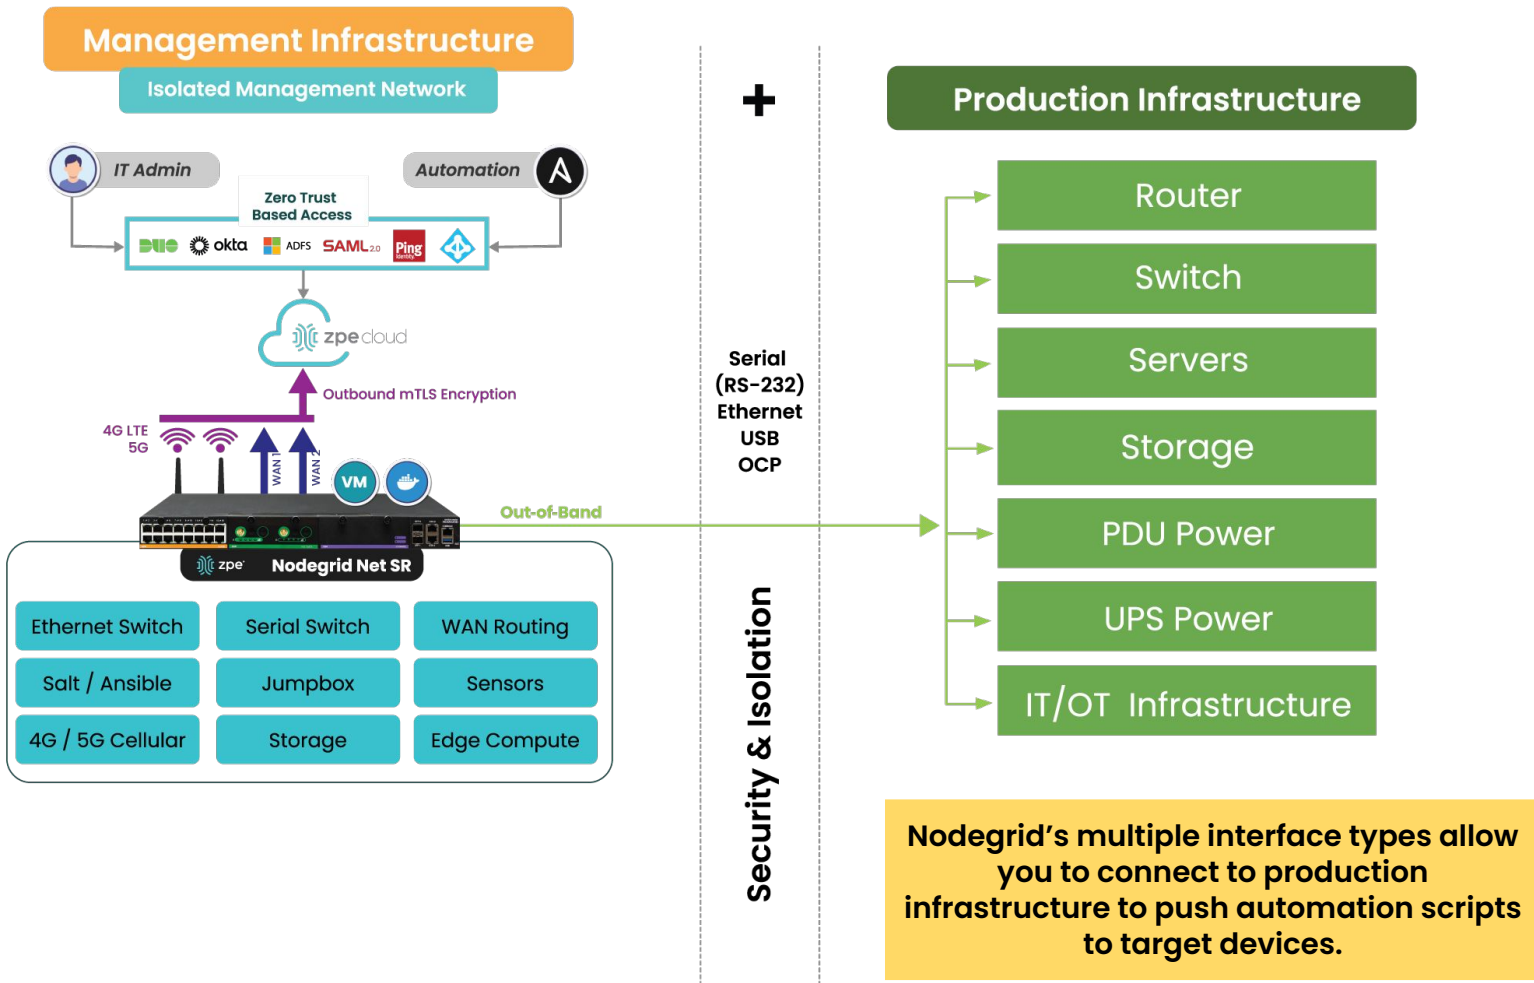 Management Infrastructure
Isolated Management Network
IT Admin
Automation
Zero Trust
Based Access
DUO
okta
ADFS
SAML 2.0
Ping
Identity
zpe cloud
Outbound mTLS Encryption
4G LTE
5G
WAN 1
WAN 2
VM
Out-of-Band
zpe
Nodegrid Net SR
Ethernet Switch
Serial Switch
WAN Routing
Salt / Ansible
Jumpbox
Sensors
4G / 5G Cellular
Storage
Edge Compute
+
Serial
(RS-232)
Ethernet
USB
OCP
Security & Isolation
Production Infrastructure
Router
Switch
Servers
Storage
PDU Power
UPS Power
IT/OT Infrastructure
Nodegrid’s multiple interface types allow
you to connect to production
infrastructure to push automation scripts
to target devices.